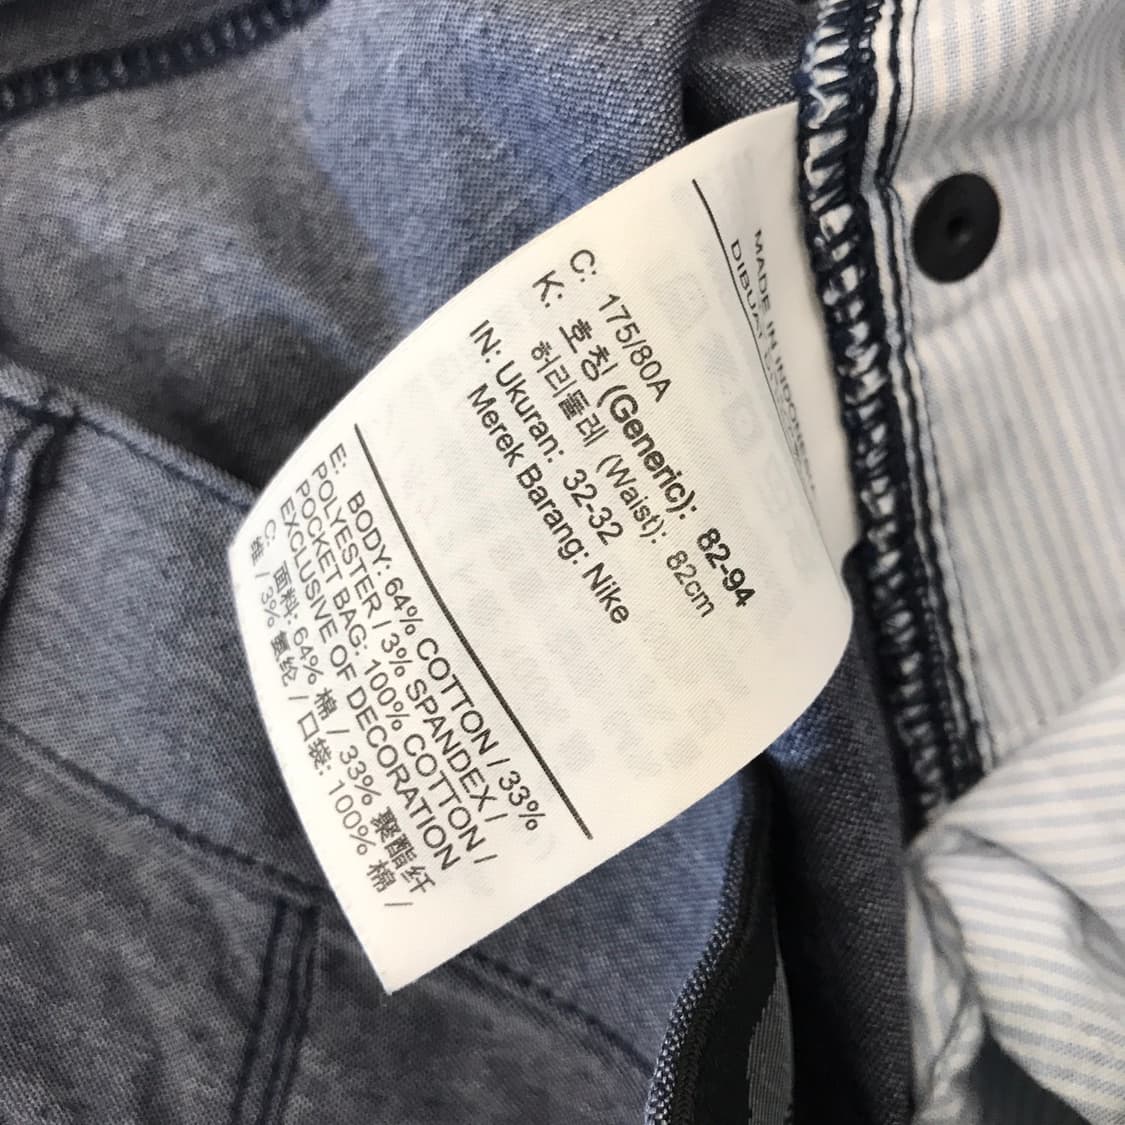 MADE IN INDONESIA
DIBUAT
C: 175/80A
K: 호칭 (Generic): 82-94
허리둘레 (Waist): 82cm
IN: Ukuran: 32-32
Merek Barang: Nike
E: BODY: 64% COTTON / 33%
POLYESTER / 3% SPANDEX /
POCKET BAG: 100% COTTON /
EXCLUSIVE OF DECORATION
C: 面料: 64% 棉 / 33% 聚酯纤
维 / 3% 氨纶 / 口袋: 100% 棉 /